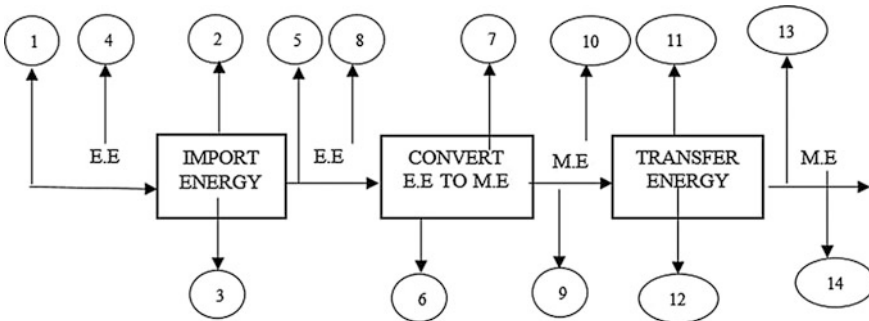 1 4 2 5 8 7 10 11 13
E.E IMPORT ENERGY E.E CONVERT E.E TO M.E M.E TRANSFER ENERGY M.E
3 6 9 12 14